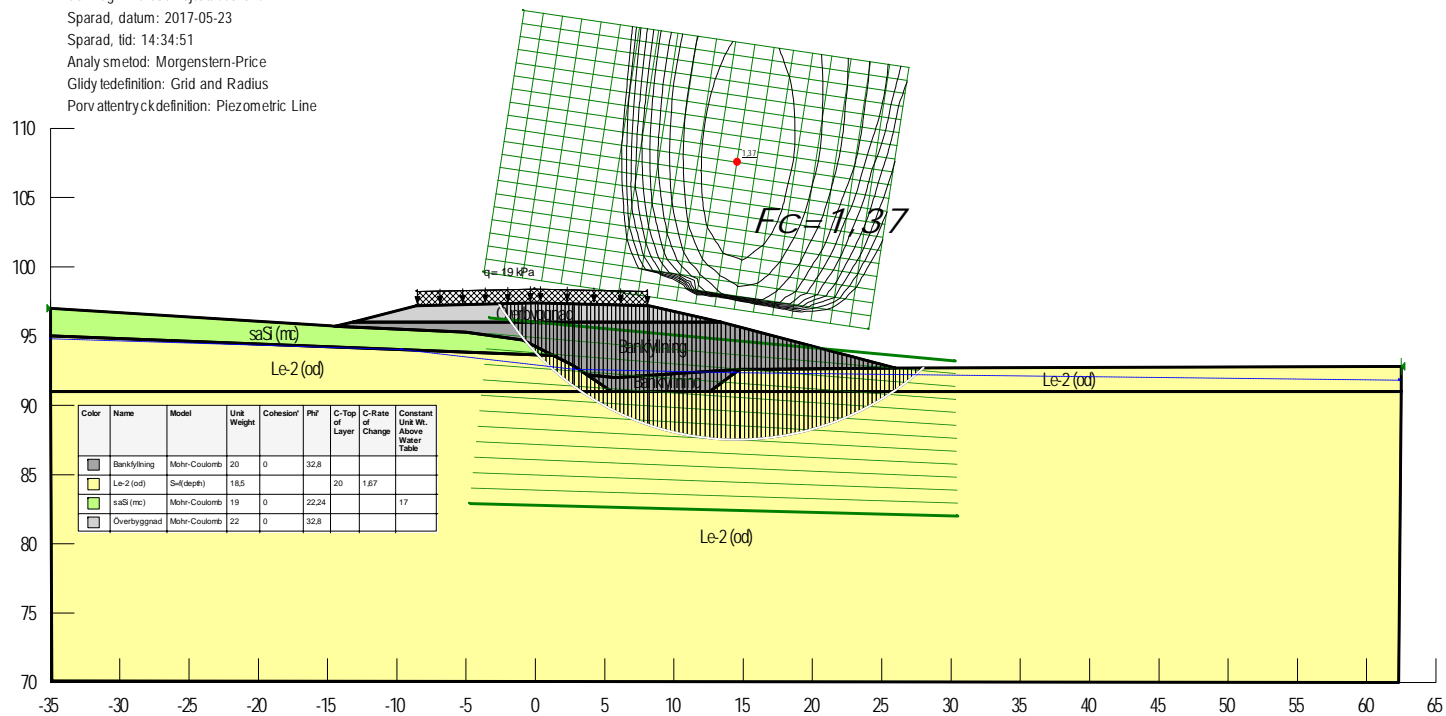 Sparad, datum: 2017-05-23
Sparad, tid: 14:34:51
Analysmetod: Morgenstern-Price
Glidytedefinition: Grid and Radius
Porvattentryckdefinition: Piezometric Line
1,37
Fc=1,37
q= 19 kPa
Överbyggnad
saSi (mc)
Bankfyllning
Le-2 (od)
Bankfyllning
Le-2 (od)
Le-2 (od)
110
105
100
95
90
85
80
75
70
Color Name Model Unit Weight Cohesion' Phi' C-Top of Layer C-Rate of Change Constant Unit Wt. Above Water Table
Bankfyllning Mohr-Coulomb 20 0 32,8
Le-2 (od) S=f(depth) 18,5 20 1,67
saSi (mc) Mohr-Coulomb 19 0 22,24 17
Överbyggnad Mohr-Coulomb 22 0 32,8
-35 -30 -25 -20 -15 -10 -5 0 5 10 15 20 25 30 35 40 45 50 55 60 65